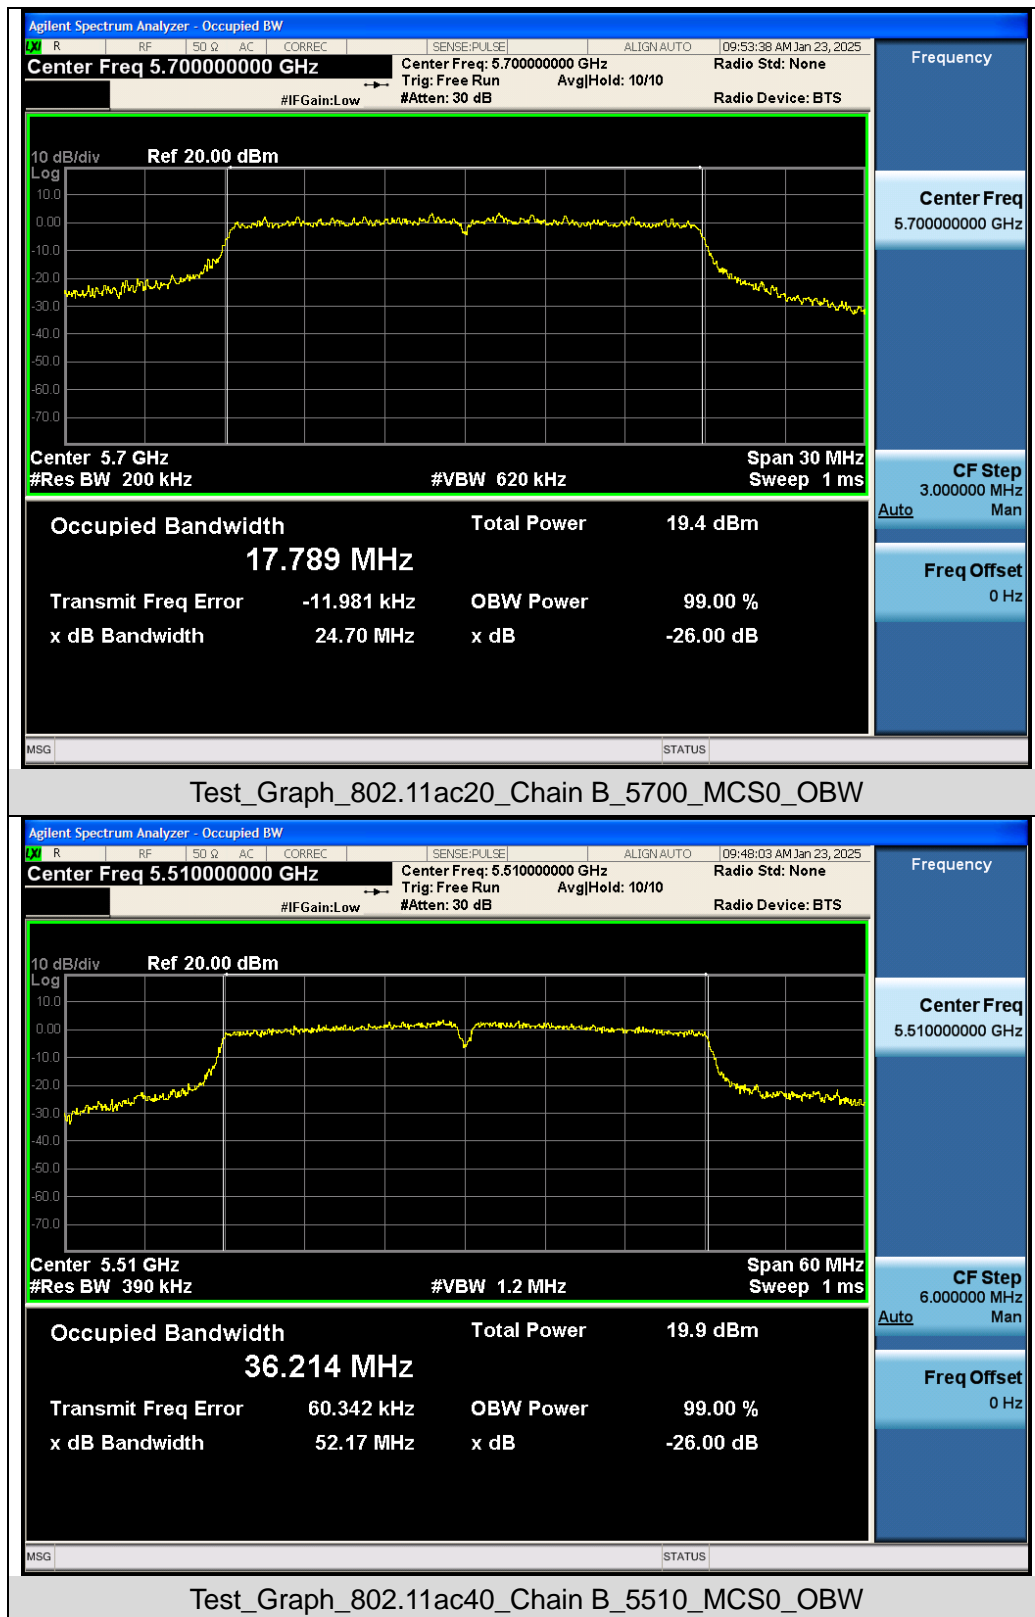 Agilent Spectrum Analyzer - Occupied BW
LXI R RF 50 Ω AC CORREC SENSE:PULSE ALIGN AUTO 09:53:38 AM Jan 23, 2025
Center Freq 5.700000000 GHz Center Freq: 5.700000000 GHz Radio Std: None Frequency
Trig: Free Run Avg|Hold: 10/10
#IFGain:Low #Atten: 30 dB Radio Device: BTS
10 dB/div Ref 20.00 dBm
Log
10.0
0.00
-10.0
-20.0
-30.0
-40.0
-50.0
-60.0
-70.0
Center Freq
5.700000000 GHz
Center 5.7 GHz Span 30 MHz
#Res BW 200 kHz #VBW 620 kHz Sweep 1 ms
CF Step
3.000000 MHz
Auto Man
Occupied Bandwidth Total Power 19.4 dBm
17.789 MHz
Freq Offset
0 Hz
Transmit Freq Error -11.981 kHz OBW Power 99.00 %
x dB Bandwidth 24.70 MHz x dB -26.00 dB
MSG STATUS
Test_Graph_802.11ac20_Chain B_5700_MCS0_OBW
Agilent Spectrum Analyzer - Occupied BW
LXI R RF 50 Ω AC CORREC SENSE:PULSE ALIGN AUTO 09:48:03 AM Jan 23, 2025
Center Freq 5.510000000 GHz Center Freq: 5.510000000 GHz Radio Std: None Frequency
Trig: Free Run Avg|Hold: 10/10
#IFGain:Low #Atten: 30 dB Radio Device: BTS
10 dB/div Ref 20.00 dBm
Log
10.0
0.00
-10.0
-20.0
-30.0
-40.0
-50.0
-60.0
-70.0
Center Freq
5.510000000 GHz
Center 5.51 GHz Span 60 MHz
#Res BW 390 kHz #VBW 1.2 MHz Sweep 1 ms
CF Step
6.000000 MHz
Auto Man
Occupied Bandwidth Total Power 19.9 dBm
36.214 MHz
Freq Offset
0 Hz
Transmit Freq Error 60.342 kHz OBW Power 99.00 %
x dB Bandwidth 52.17 MHz x dB -26.00 dB
MSG STATUS
Test_Graph_802.11ac40_Chain B_5510_MCS0_OBW